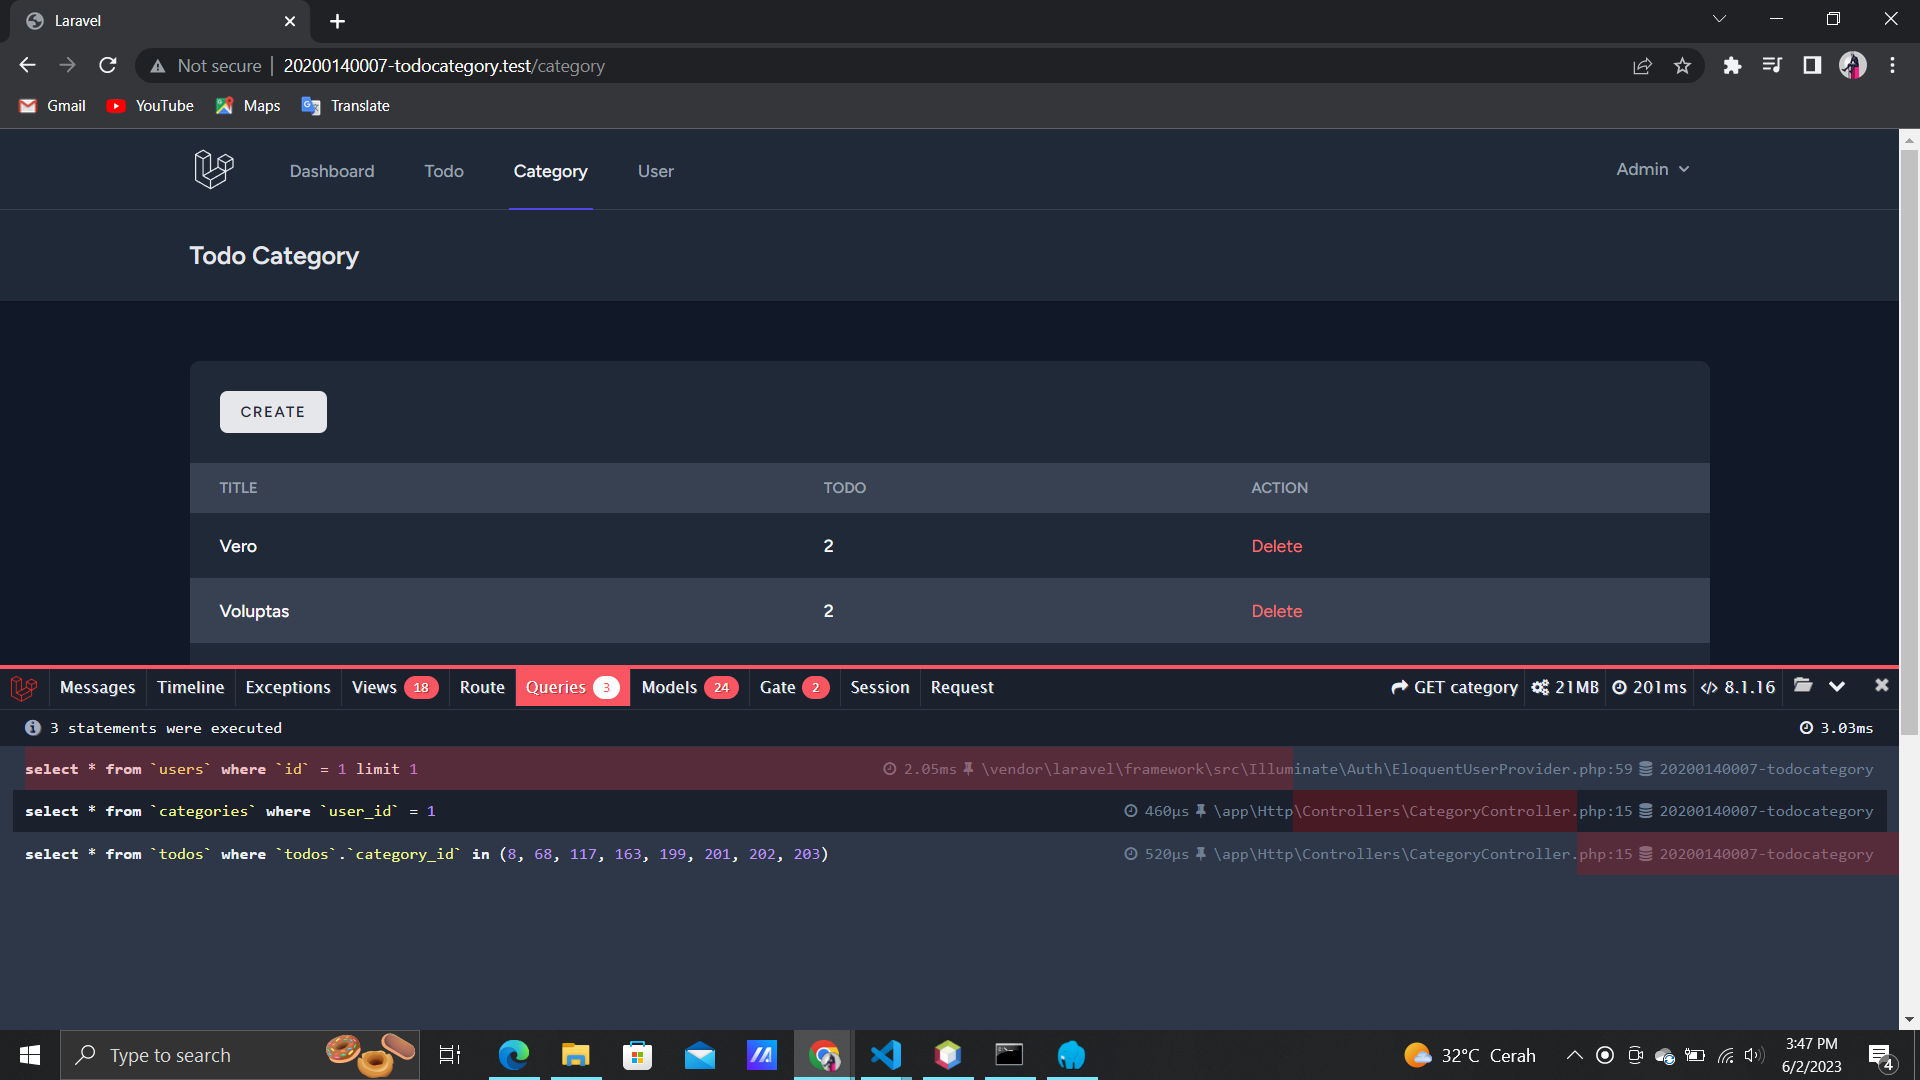 Laravel
Not secure | 20200140007-todocategory.test/category
Gmail YouTube Maps Translate
Dashboard Todo Category User Admin
Todo Category
CREATE
TITLE TODO ACTION
Vero 2 Delete
Voluptas 2 Delete
Messages Timeline Exceptions Views 18 Route Queries 3 Models 24 Gate 2 Session Request GET category 21MB 201ms 8.1.16
3 statements were executed 3.03ms
select * from `users` where `id` = 1 limit 1 2.05ms \vendor\laravel\framework\src\Illuminate\Auth\EloquentUserProvider.php:59 20200140007-todocategory
select * from `categories` where `user_id` = 1 460μs \app\Http\Controllers\CategoryController.php:15 20200140007-todocategory
select * from `todos` where `todos`.`category_id` in (8, 68, 117, 163, 199, 201, 202, 203) 520μs \app\Http\Controllers\CategoryController.php:15 20200140007-todocategory
Type to search 32°C Cerah 3:47 PM
6/2/2023 4